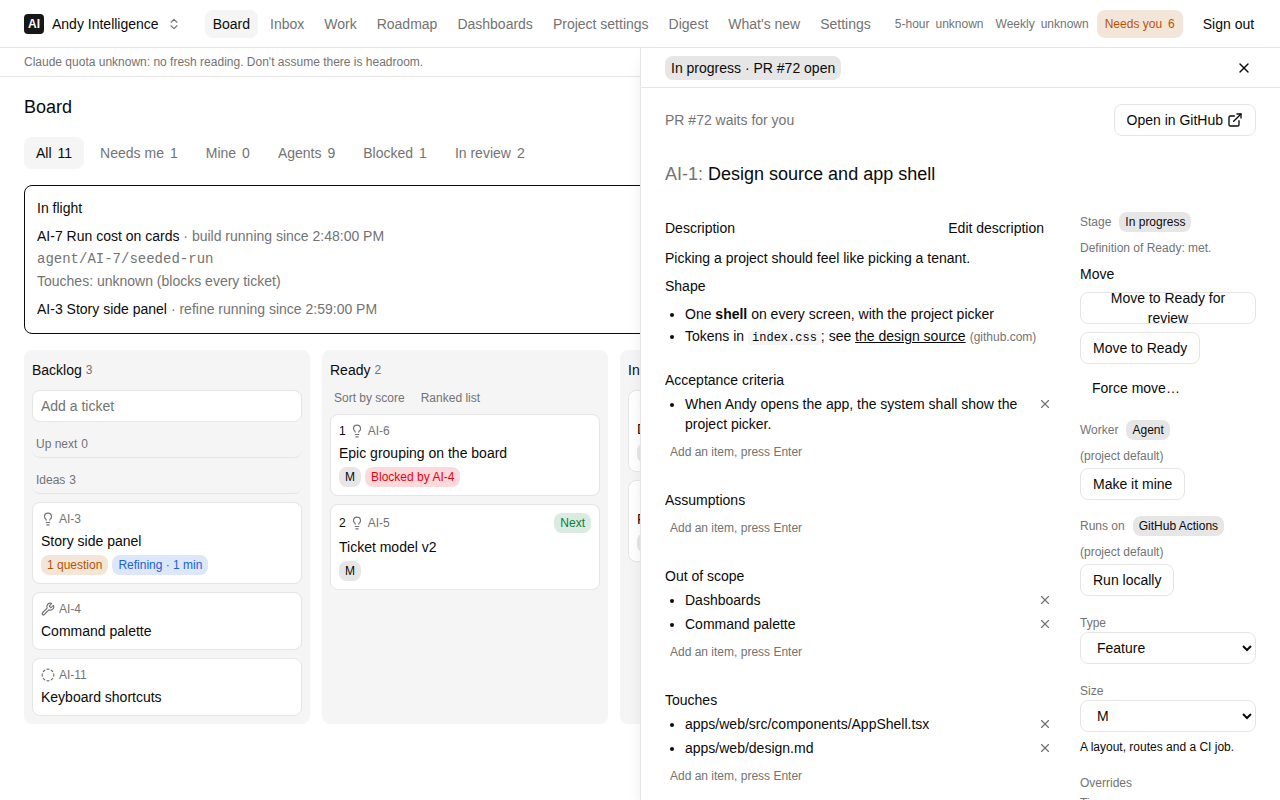 AI Andy Intelligence Board Inbox Work Roadmap Dashboards Project settings Digest What's new Settings 5-hour unknown Weekly unknown Needs you 6 Sign out
Claude quota unknown: no fresh reading. Don't assume there is headroom.
Board
All 11 Needs me 1 Mine 0 Agents 9 Blocked 1 In review 2
In flight
AI-7 Run cost on cards · build running since 2:48:00 PM
agent/AI-7/seeded-run
Touches: unknown (blocks every ticket)
AI-3 Story side panel · refine running since 2:59:00 PM
Backlog 3
Add a ticket
Up next 0
Ideas 3
AI-3
Story side panel
1 question Refining · 1 min
AI-4
Command palette
AI-11
Keyboard shortcuts
Ready 2
Sort by score Ranked list
1 AI-6
Epic grouping on the board
M Blocked by AI-4
2 AI-5 Next
Ticket model v2
M
In
In progress · PR #72 open
PR #72 waits for you
Open in GitHub
AI-1: Design source and app shell
Description Edit description
Picking a project should feel like picking a tenant.
Shape
• One shell on every screen, with the project picker
• Tokens in index.css; see the design source (github.com)
Acceptance criteria
• When Andy opens the app, the system shall show the
project picker.
Add an item, press Enter
Assumptions
Add an item, press Enter
Out of scope
• Dashboards
• Command palette
Add an item, press Enter
Touches
• apps/web/src/components/AppShell.tsx
• apps/web/design.md
Add an item, press Enter
Stage In progress
Definition of Ready: met.
Move
Move to Ready for
review
Move to Ready
Force move…
Worker Agent
(project default)
Make it mine
Runs on GitHub Actions
(project default)
Run locally
Type
Feature
Size
M
A layout, routes and a CI job.
Overrides